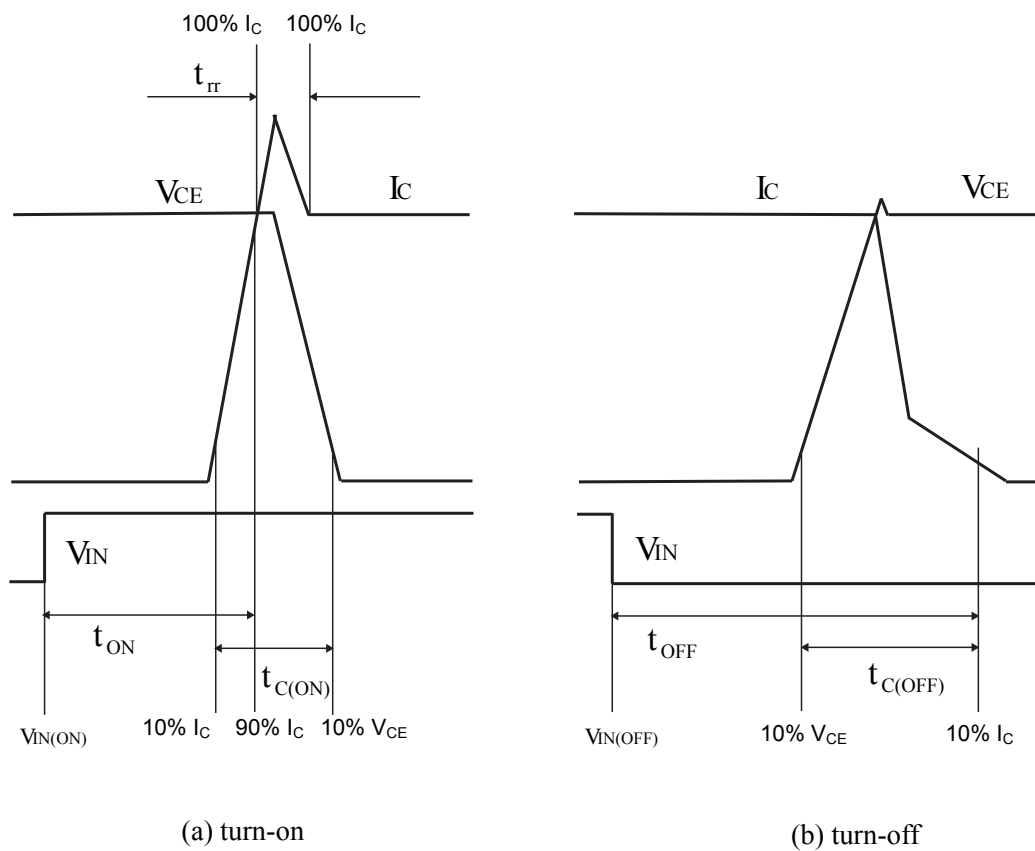 100% IC 100% IC
trr
VCE IC
VIN
tON
tC(ON)
VIN(ON) 10% IC 90% IC 10% VCE
(a) turn-on
IC VCE
VIN
tOFF
tC(OFF)
VIN(OFF) 10% VCE 10% IC
(b) turn-off